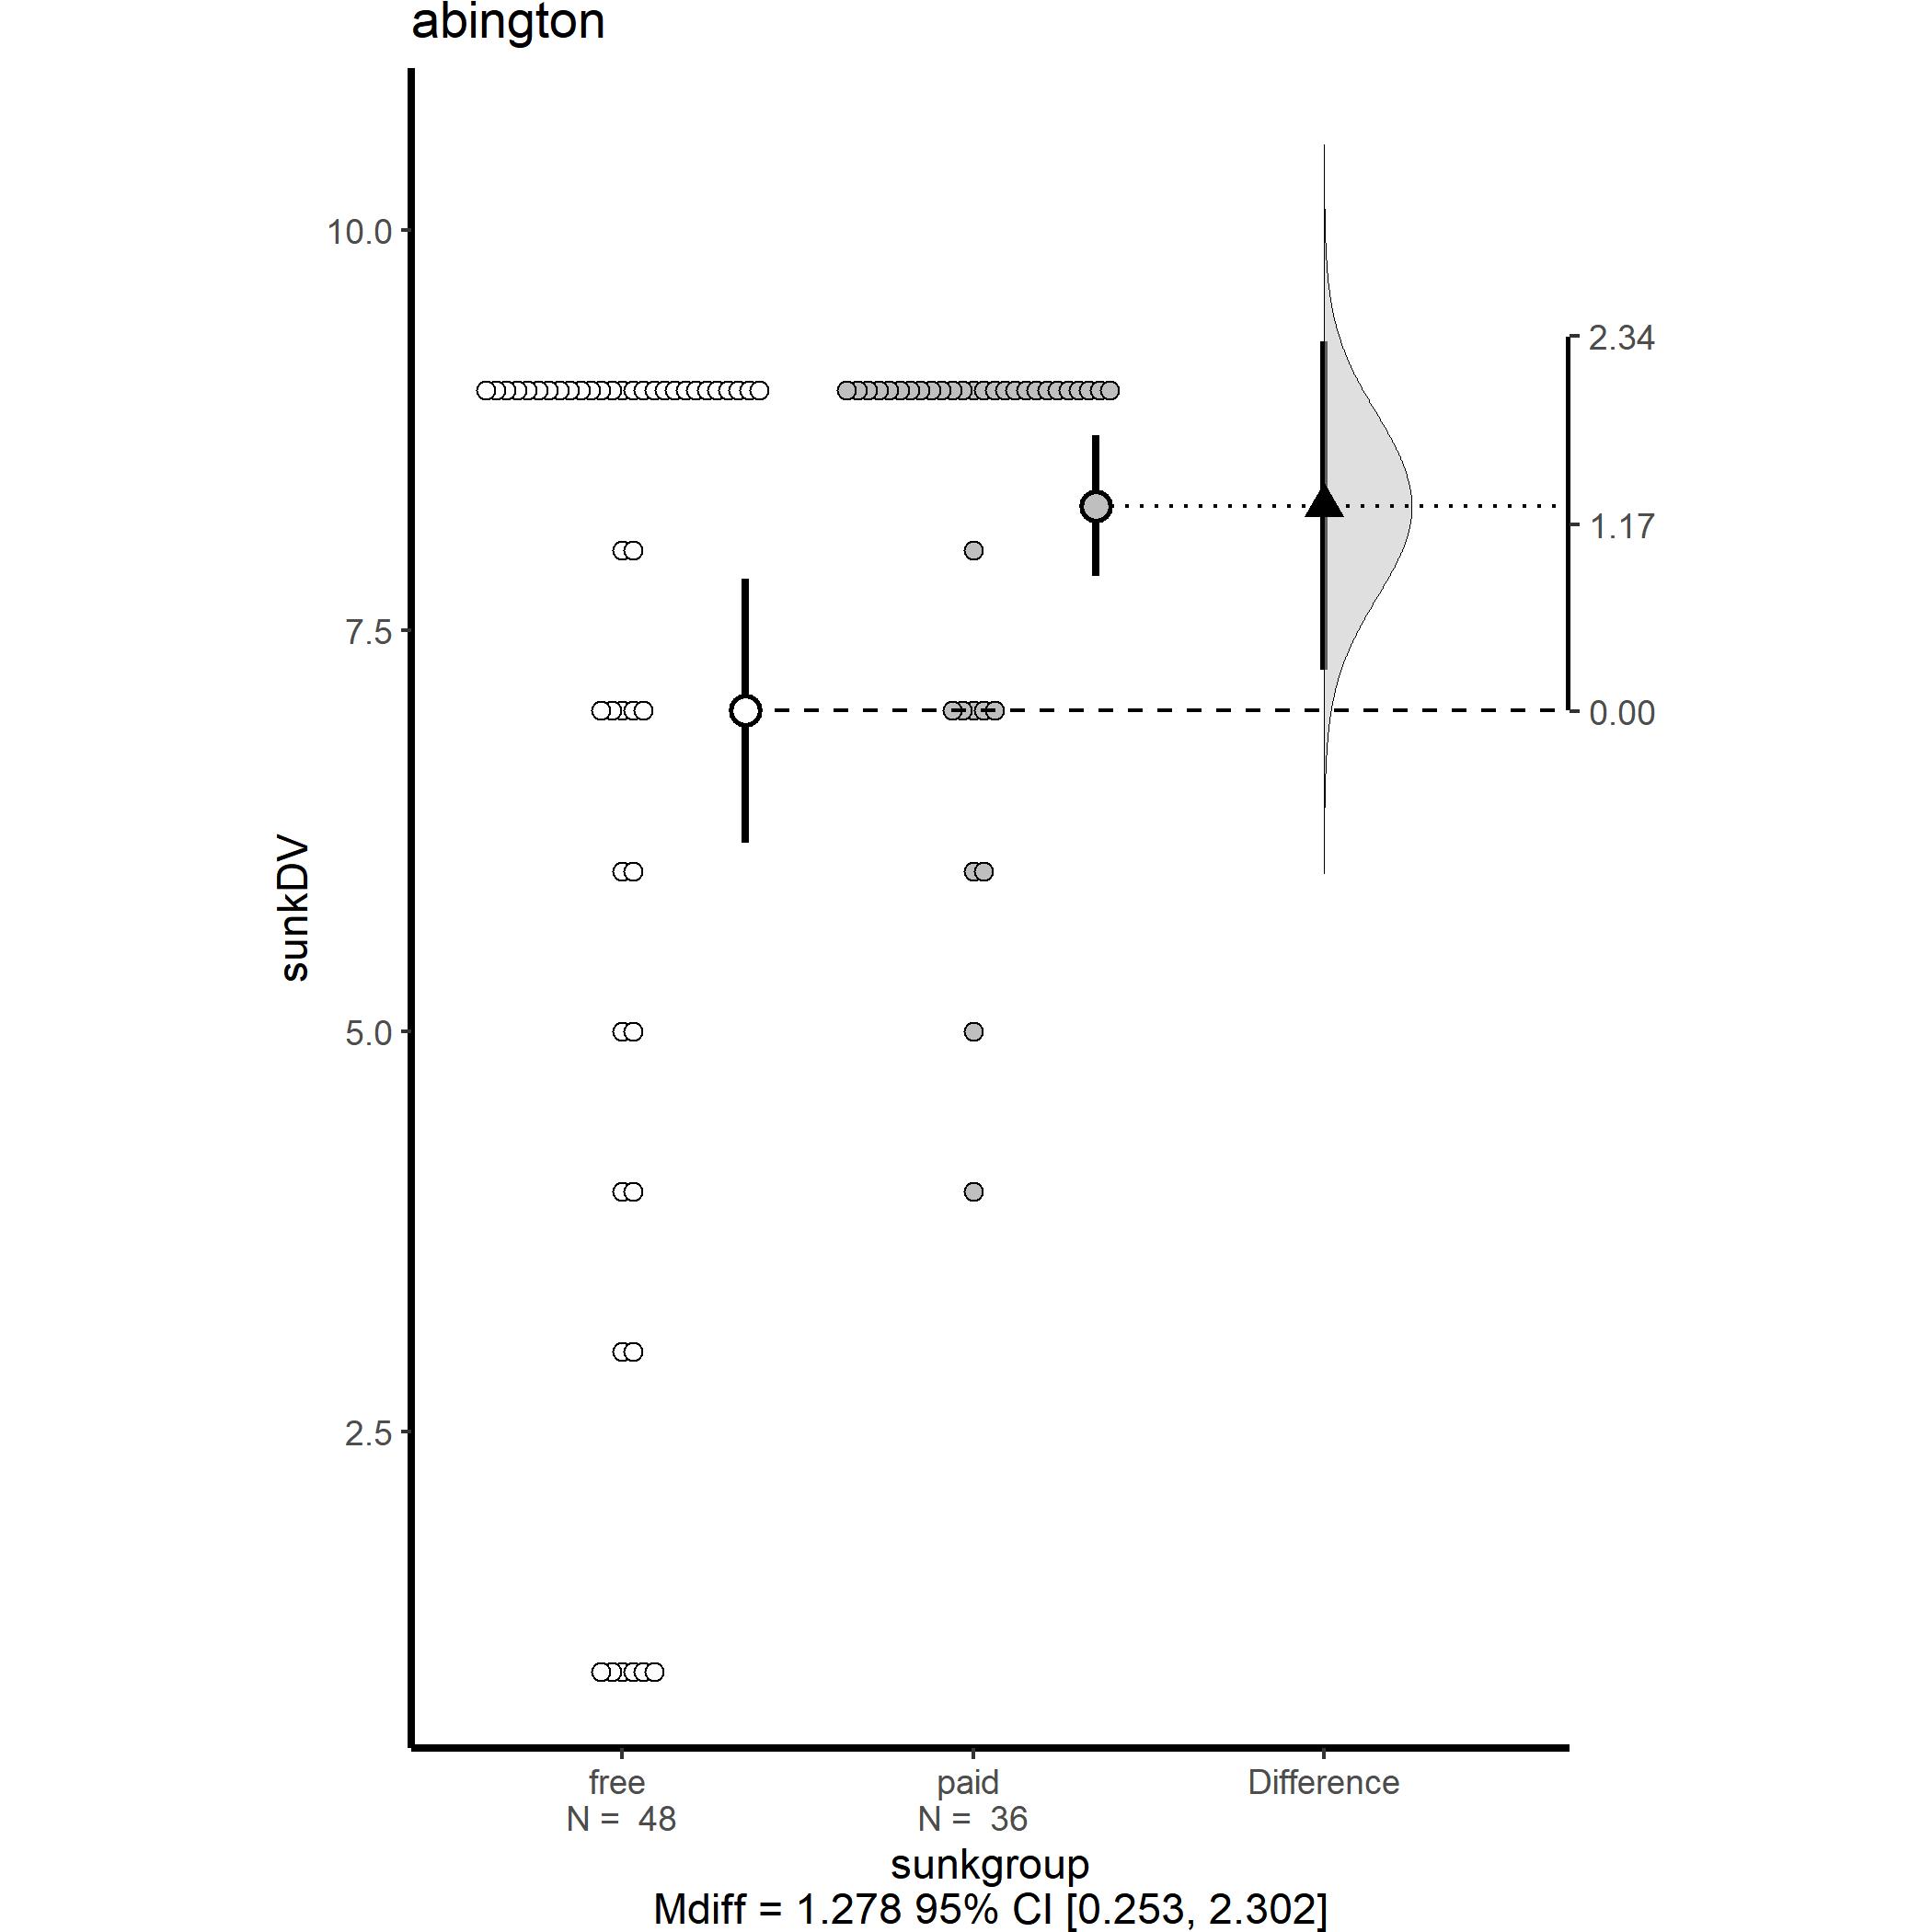 abington
10.0
7.5
5.0
2.5
sunkDV
2.34
1.17
0.00
free
N =  48
paid
N =  36
Difference
sunkgroup
Mdiff = 1.278 95% CI [0.253, 2.302]